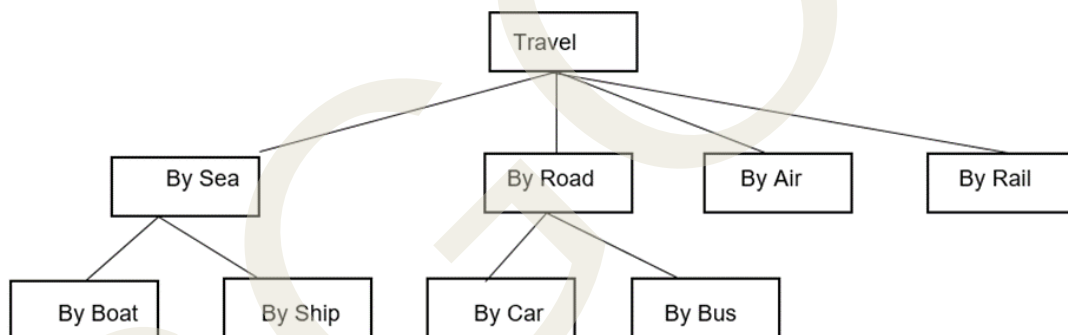 Travel
By Sea
By Road
By Air
By Rail
By Boat
By Ship
By Car
By Bus